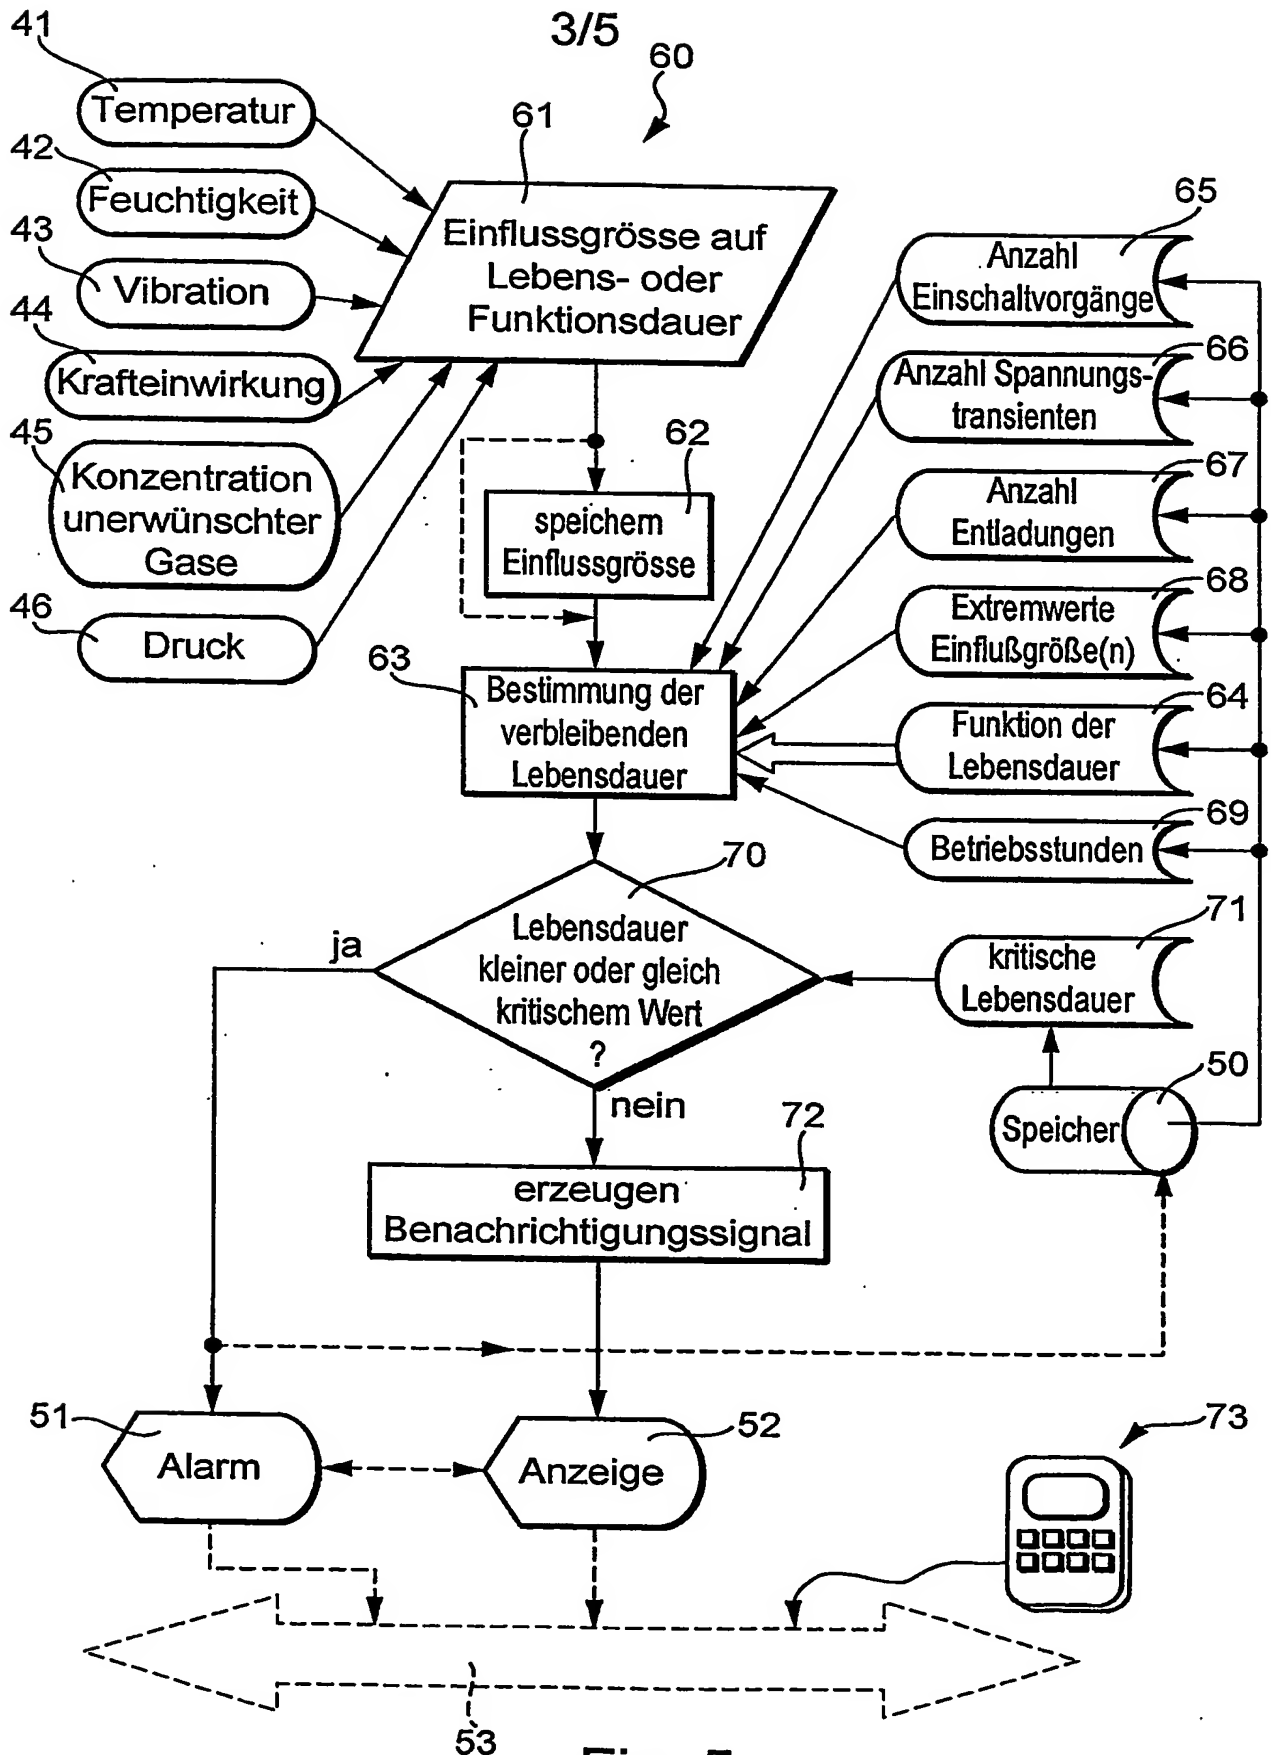 3/5
41
Temperatur
42
Feuchtigkeit
43
Vibration
44
Krafteinwirkung
45
Konzentration
unerwünschter
Gase
46
Druck
60
61
Einflussgrösse auf
Lebens- oder
Funktionsdauer
62
speichern
Einflussgrösse
63
Bestimmung der
verbleibenden
Lebensdauer
65
Anzahl
Einschaltvorgänge
66
Anzahl Spannungs-
transienten
67
Anzahl
Entladungen
68
Extremwerte
Einflußgröße(n)
64
Funktion der
Lebensdauer
69
Betriebsstunden
70
Lebensdauer
kleiner oder gleich
kritischem Wert
?
ja
nein
71
kritische
Lebensdauer
50
Speicher
72
erzeugen
Benachrichtigungssignal
51
Alarm
52
Anzeige
73
53